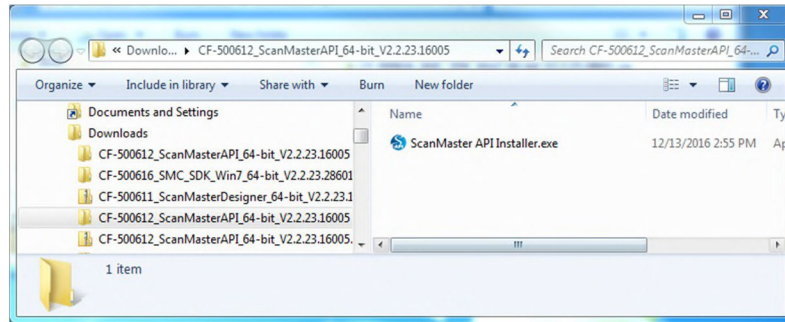 « Downlo... ▸ CF-500612_ScanMasterAPI_64-bit_V2.2.23.16005
Search CF-500612_ScanMasterAPI_64-...
Organize ▾ Include in library ▾ Share with ▾ Burn New folder
Documents and Settings
Downloads
CF-500612_ScanMasterAPI_64-bit_V2.2.23.16005
CF-500616_SMC_SDK_Win7_64-bit_V2.2.23.28601
CF-500611_ScanMasterDesigner_64-bit_V2.2.23.1
CF-500612_ScanMasterAPI_64-bit_V2.2.23.16005
CF-500612_ScanMasterAPI_64-bit_V2.2.23.16005.
Name Date modified Ty
ScanMaster API Installer.exe 12/13/2016 2:55 PM Ap
1 item